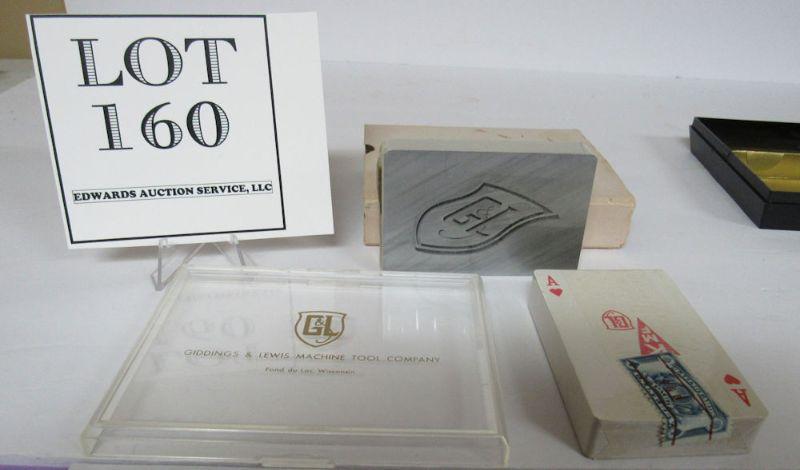 LOT
160
EDWARDS AUCTION SERVICE, LLC
G&L
G&L
GIDDINGS & LEWIS MACHINE TOOL COMPANY
Fond du Lac, Wisconsin
A
A